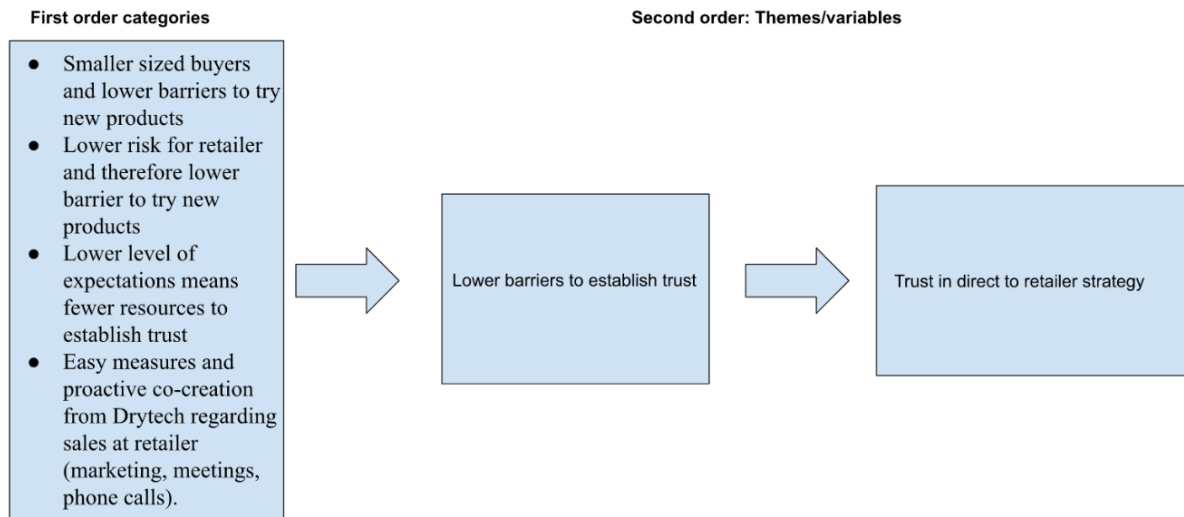 First order categories
Second order: Themes/variables
● Smaller sized buyers
and lower barriers to try
new products
● Lower risk for retailer
and therefore lower
barrier to try new
products
● Lower level of
expectations means
fewer resources to
establish trust
● Easy measures and
proactive co-creation
from Drytech regarding
sales at retailer
(marketing, meetings,
phone calls).
Lower barriers to establish trust
Trust in direct to retailer strategy